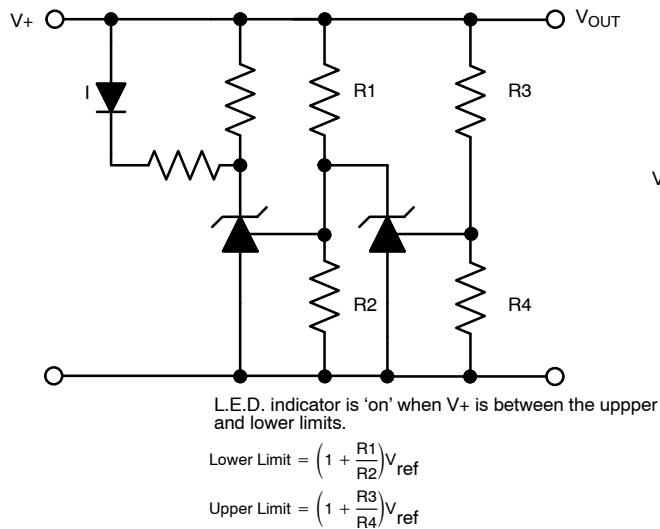 V+
VOUT
I
R1
R3
V
R2
R4
L.E.D. indicator is ‘on’ when V+ is between the uppper
and lower limits.
Lower Limit = (1 + R1/R2)Vref
Upper Limit = (1 + R3/R4)Vref